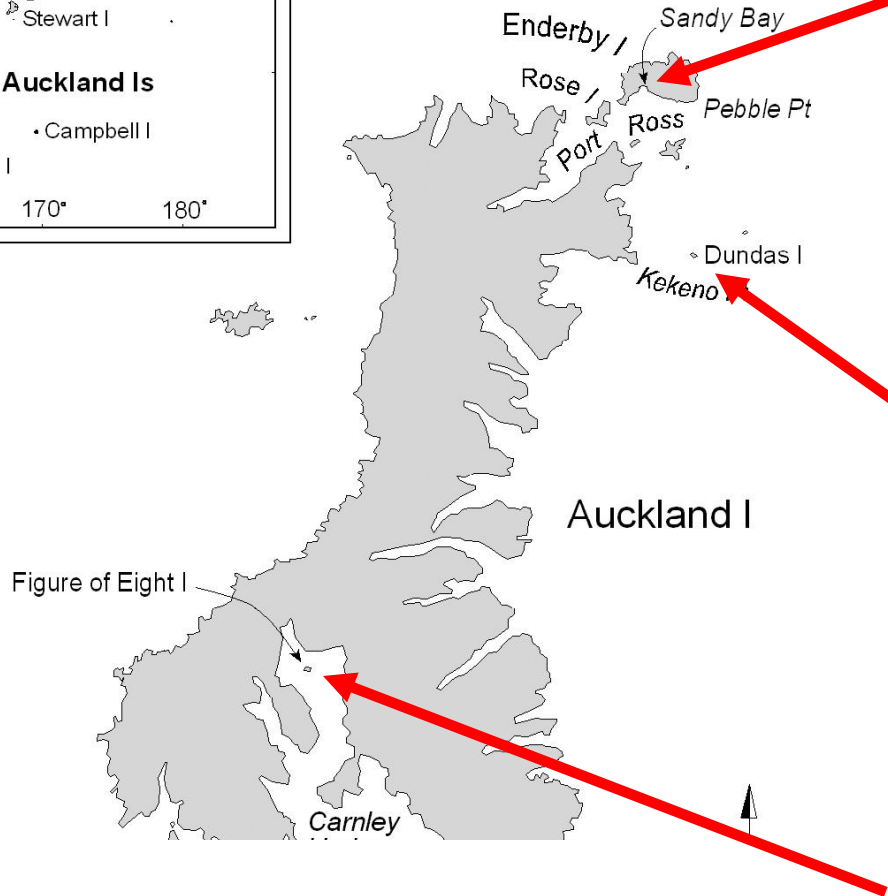 Stewart I
Auckland Is
Campbell I
I
170°
180°
Enderby I
Sandy Bay
Rose I
Pebble Pt
Port Ross
Dundas I
Kekeno
Auckland I
Figure of Eight I
Carnley